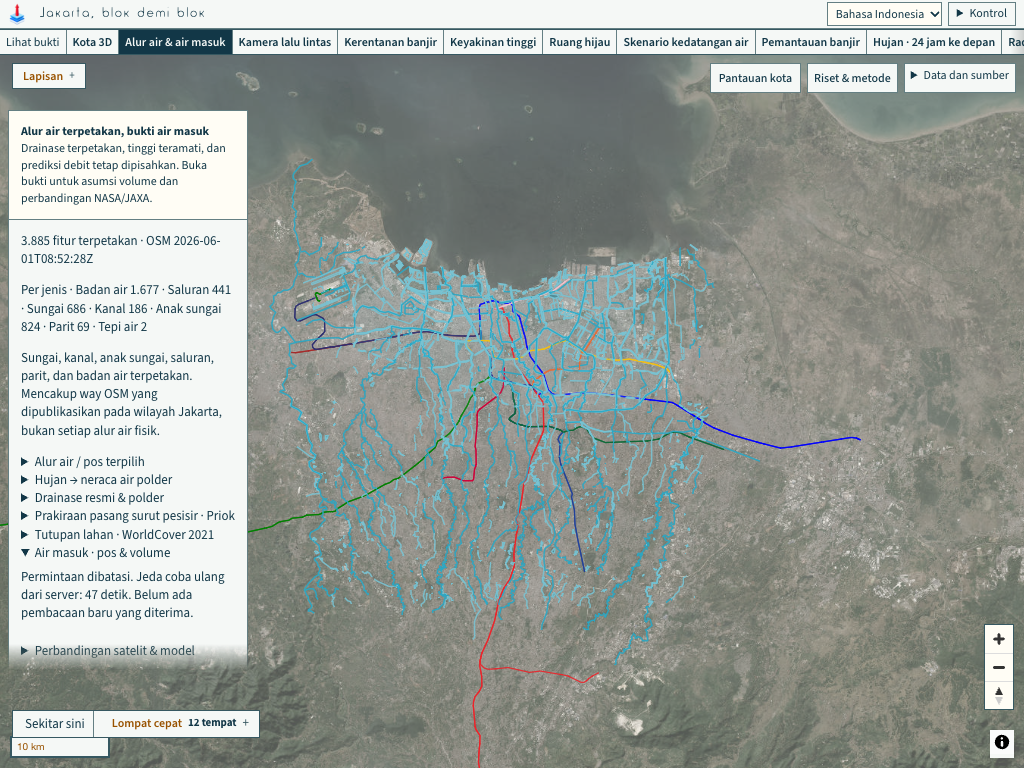 Jakarta, blok demi blok
Bahasa Indonesia
Kontrol
Lihat bukti
Kota 3D
Alur air & air masuk
Kamera lalu lintas
Kerentanan banjir
Keyakinan tinggi
Ruang hijau
Skenario kedatangan air
Pemantauan banjir
Hujan · 24 jam ke depan
Lapisan +
Pantauan kota
Riset & metode
Data dan sumber
Alur air terpetakan, bukti air masuk
Drainase terpetakan, tinggi teramati, dan
prediksi debit tetap dipisahkan. Buka
bukti untuk asumsi volume dan
perbandingan NASA/JAXA.
3.885 fitur terpetakan · OSM 2026-06-
01T08:52:28Z
Per jenis · Badan air 1.677 · Saluran 441
· Sungai 686 · Kanal 186 · Anak sungai
824 · Parit 69 · Tepi air 2
Sungai, kanal, anak sungai, saluran,
parit, dan badan air terpetakan.
Mencakup way OSM yang
dipublikasikan pada wilayah Jakarta,
bukan setiap alur air fisik.
Alur air / pos terpilih
Hujan → neraca air polder
Drainase resmi & polder
Prakiraan pasang surut pesisir · Priok
Tutupan lahan · WorldCover 2021
Air masuk · pos & volume
Permintaan dibatasi. Jeda coba ulang
dari server: 47 detik. Belum ada
pembacaan baru yang diterima.
Perbandingan satelit & model
Sekitar sini
Lompat cepat 12 tempat +
10 km